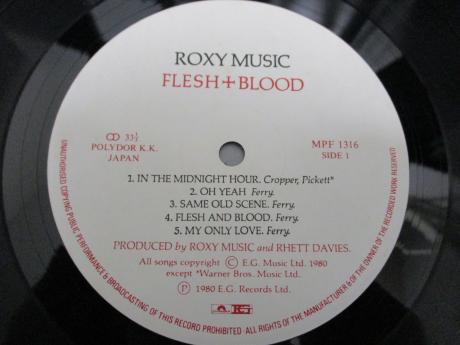 ROXY MUSIC
FLESH+BLOOD
33⅓
POLYDOR K.K.
JAPAN
MPF 1316
SIDE 1
1. IN THE MIDNIGHT HOUR. Cropper, Pickett*
2. OH YEAH Ferry.
3. SAME OLD SCENE. Ferry.
4. FLESH AND BLOOD. Ferry.
5. MY ONLY LOVE. Ferry.
PRODUCED by ROXY MUSIC and RHETT DAVIES.
All songs copyright Ⓒ E.G. Music Ltd. 1980
except *Warner Bros. Music Ltd.
Ⓟ 1980 E.G. Records Ltd.
UNAUTHORISED COPYING PUBLIC PERFORMANCE & BROADCASTING OF THIS RECORD PROHIBITED · ALL RIGHTS OF THE MANUFACTURER & OF THE OWNER OF THE RECORDED WORK RESERVED